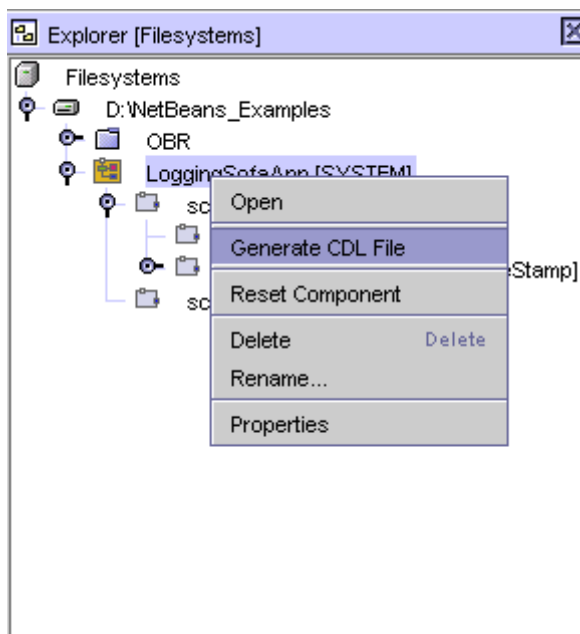 Explorer [Filesystems]
Filesystems
D:\NetBeans_Examples
OBR
LoggingSofaApp [SYSTEM]
sc
Open
Generate CDL File
eStamp]
Reset Component
sc
Delete Delete
Rename...
Properties